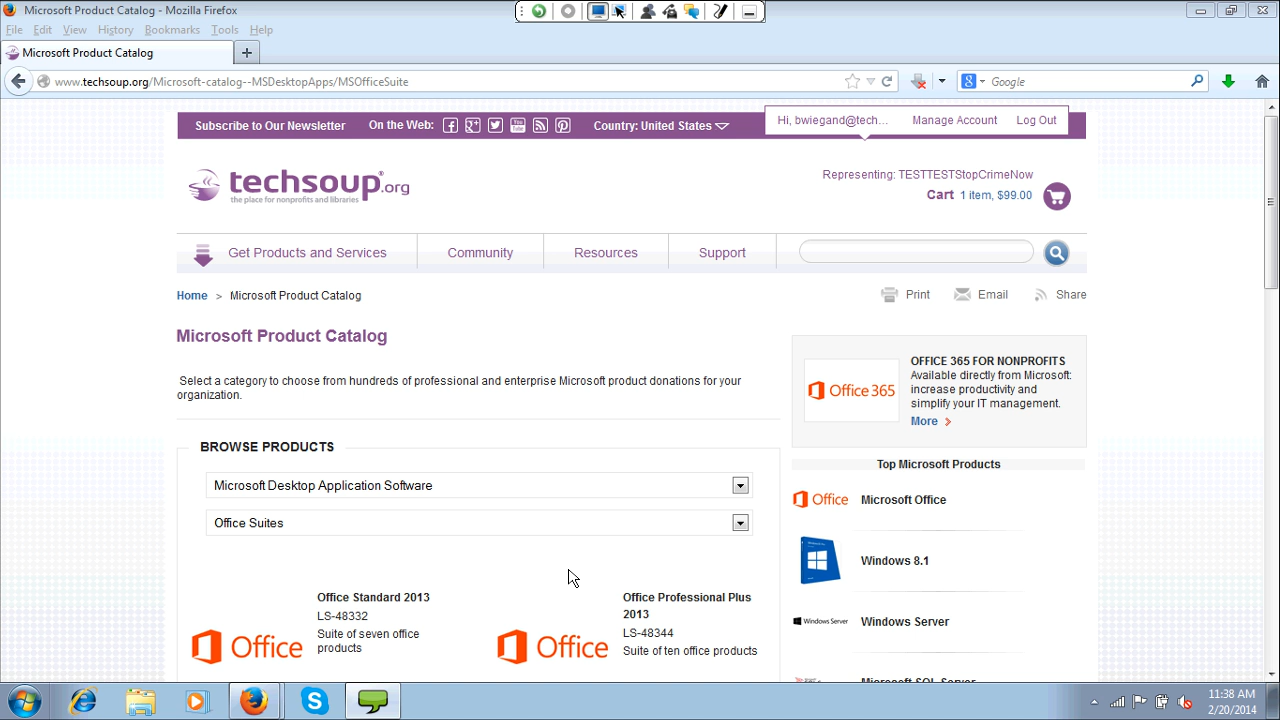 Microsoft Product Catalog - Mozilla Firefox
File Edit View History Bookmarks Tools Help
Microsoft Product Catalog
www.techsoup.org/Microsoft-catalog--MSDesktopApps/MSOfficeSuite
Google
Subscribe to Our Newsletter On the Web: Country: United States
Hi, bwiegand@tech... Manage Account Log Out
techsoup.org
the place for nonprofits and libraries
Representing: TESTTESTStopCrimeNow
Cart 1 item, $99.00
Get Products and Services Community Resources Support
Home > Microsoft Product Catalog
Print Email Share
Microsoft Product Catalog
Select a category to choose from hundreds of professional and enterprise Microsoft product donations for your
organization.
BROWSE PRODUCTS
Microsoft Desktop Application Software
Office Suites
Office
Office Standard 2013
LS-48332
Suite of seven office
products
Office
Office Professional Plus
2013
LS-48344
Suite of ten office products
Office 365
OFFICE 365 FOR NONPROFITS
Available directly from Microsoft:
increase productivity and
simplify your IT management.
More
Top Microsoft Products
Office
Microsoft Office
Windows 8.1
Windows Server
Windows Server
Microsoft SQL Server
11:38 AM
2/20/2014